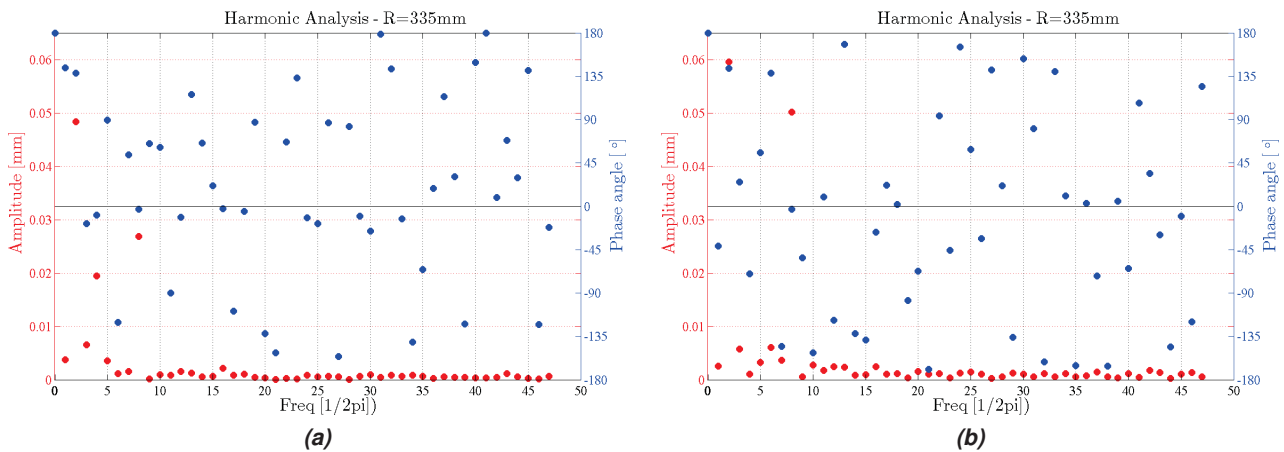 Harmonic Analysis - R=335mm
Amplitude [mm]
0.06
0.05
0.04
0.03
0.02
0.01
0
180
135
90
45
0
-45
-90
-135
-180
Phase angle [ °]
0 5 10 15 20 25 30 35 40 45 50
Freq [1/2pi])
(a)
Harmonic Analysis - R=335mm
Amplitude [mm]
0.06
0.05
0.04
0.03
0.02
0.01
0
180
135
90
45
0
-45
-90
-135
-180
Phase angle [ °]
0 5 10 15 20 25 30 35 40 45 50
Freq [1/2pi])
(b)